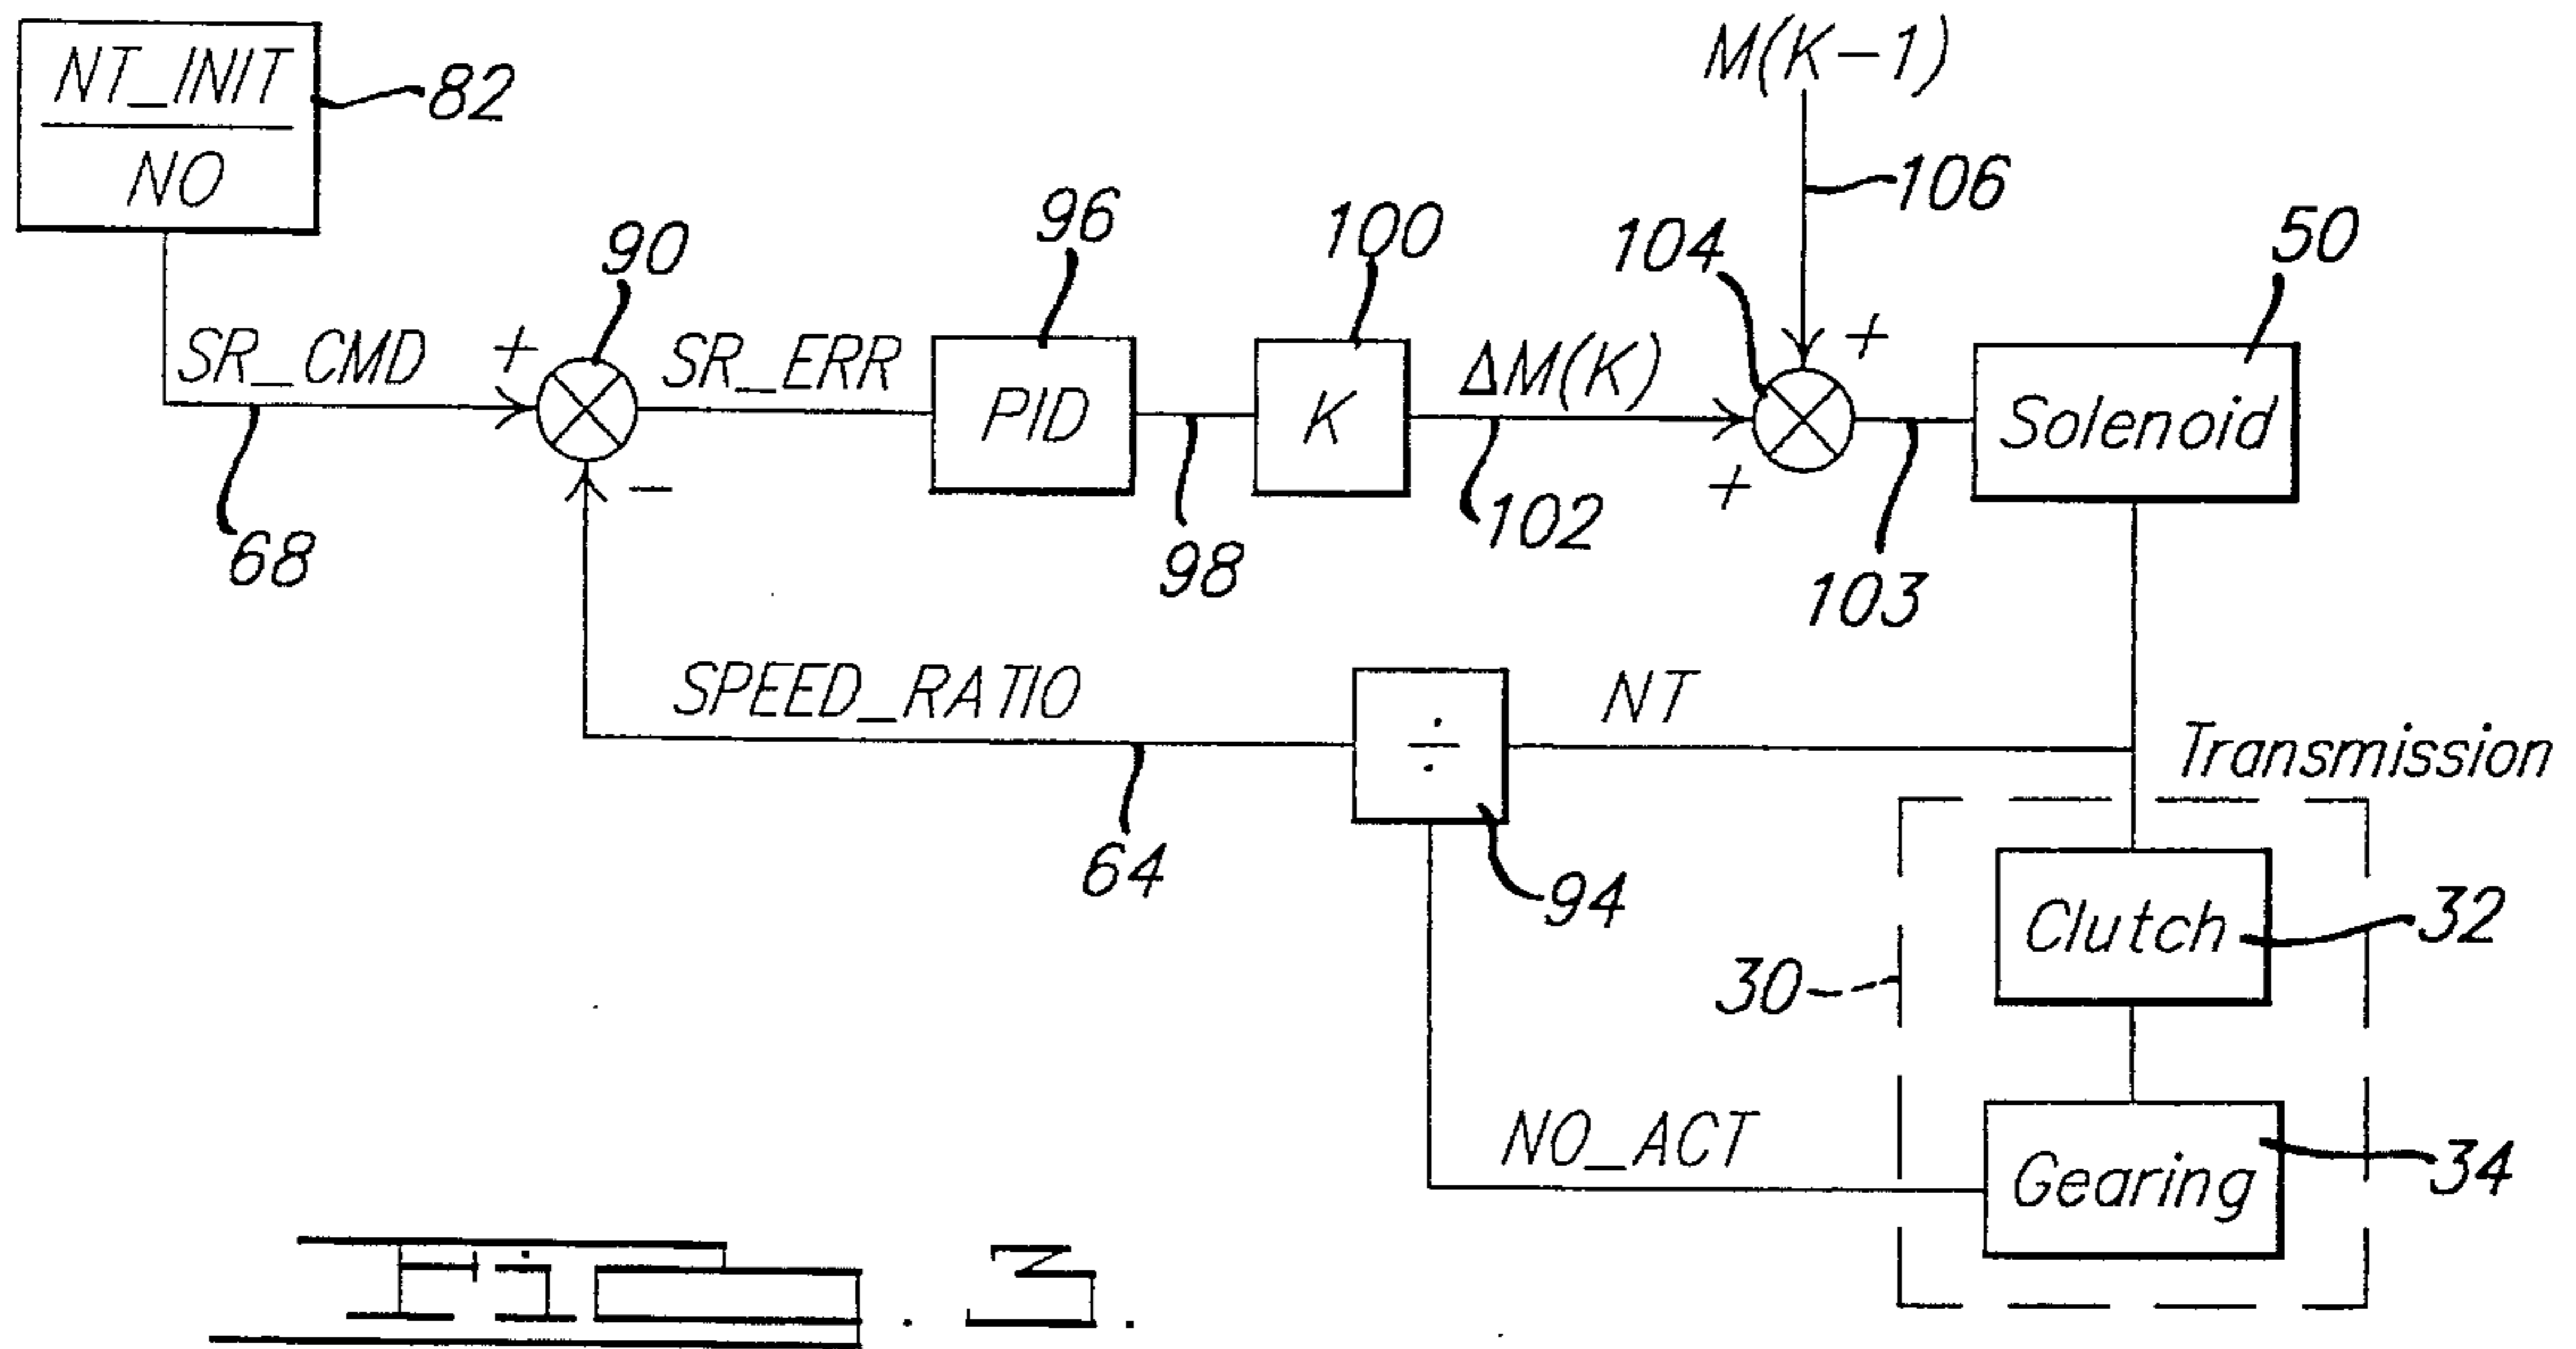 NT_INIT
NO
82
M(K-1)
106
90
96
100
104
50
SR_CMD
+
SR_ERR
PID
K
ΔM(K)
+
Solenoid
68
-
98
102
+
103
SPEED_RATIO
÷
NT
Transmission
64
94
Clutch
32
30
NO_ACT
Gearing
34
Fig. 3.